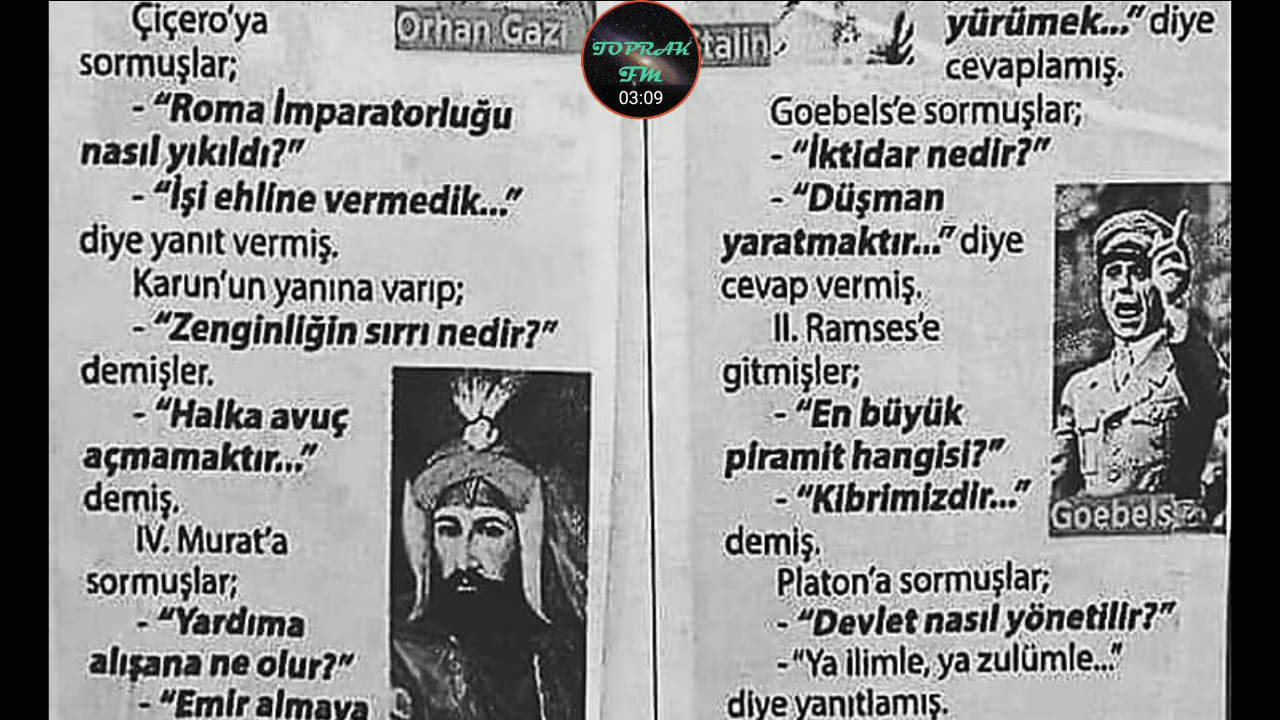 Çiçero'ya
sormuşlar;
- "Roma İmparatorluğu
nasıl yıkıldı?"
- "İşi ehline vermedik..."
diye yanıt vermiş.
Karun'un yanına varıp;
- "Zenginliğin sırrı nedir?"
demişler.
- "Halka avuç
açmamaktır..."
demiş.
IV. Murat'a
sormuşlar;
- "Yardıma
alışana ne olur?"
- "Emir almaya
Orhan Gazi
TOPRAK
FM
03:09
talin
yürümek..." diye
cevaplamış.
Goebels'e sormuşlar;
- "İktidar nedir?"
- "Düşman
yaratmaktır..." diye
cevap vermiş.
II. Ramses'e
gitmişler;
- "En büyük
piramit hangisi?"
- "Kibrimizdir..."
demiş.
Platon'a sormuşlar;
- "Devlet nasıl yönetilir?"
- "Ya ilimle, ya zulümle..."
diye yanıtlamış.
Goebels